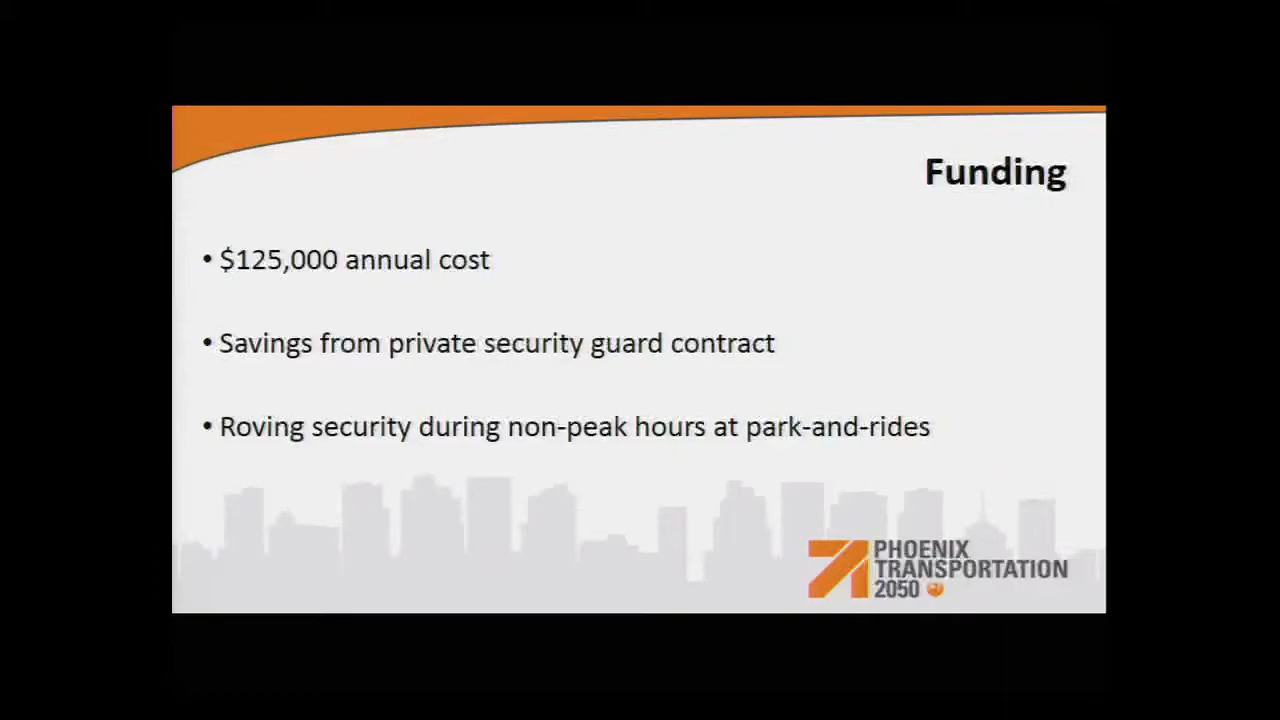 Funding
• $125,000 annual cost
• Savings from private security guard contract
• Roving security during non-peak hours at park-and-rides
PHOENIX
TRANSPORTATION
2050